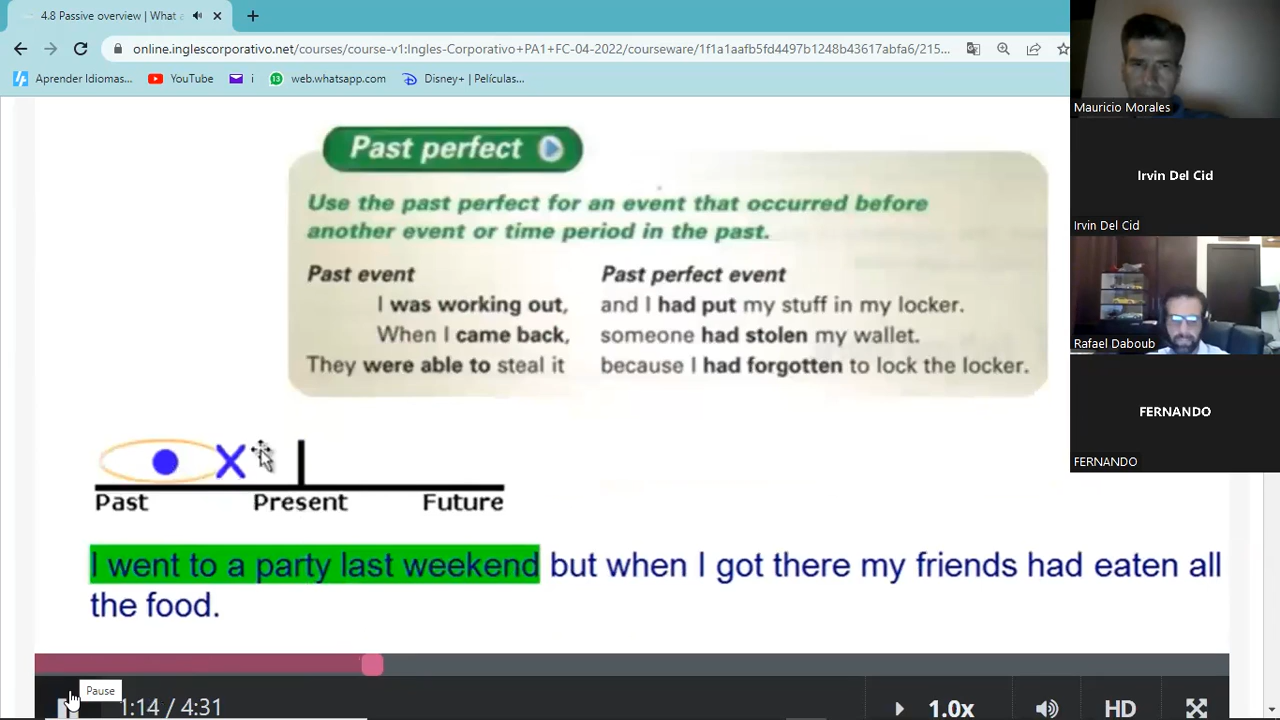 4.8 Passive overview | What a
online.inglescorporativo.net/courses/course-v1:Ingles-Corporativo+PA1+FC-04-2022/courseware/1f1a1aafb5fd4497b1248b43617abfa6/215...
Aprender Idiomas...
YouTube
i
web.whatsapp.com
Disney+ | Películas...
Past perfect
Use the past perfect for an event that occurred before
another event or time period in the past.
Past event Past perfect event
I was working out, and I had put my stuff in my locker.
When I came back, someone had stolen my wallet.
They were able to steal it because I had forgotten to lock the locker.
X
Past Present Future
I went to a party last weekend but when I got there my friends had eaten all
the food.
Pause
1:14 / 4:31
1.0x
HD
Mauricio Morales
Irvin Del Cid
Irvin Del Cid
Rafael Daboub
FERNANDO
FERNANDO